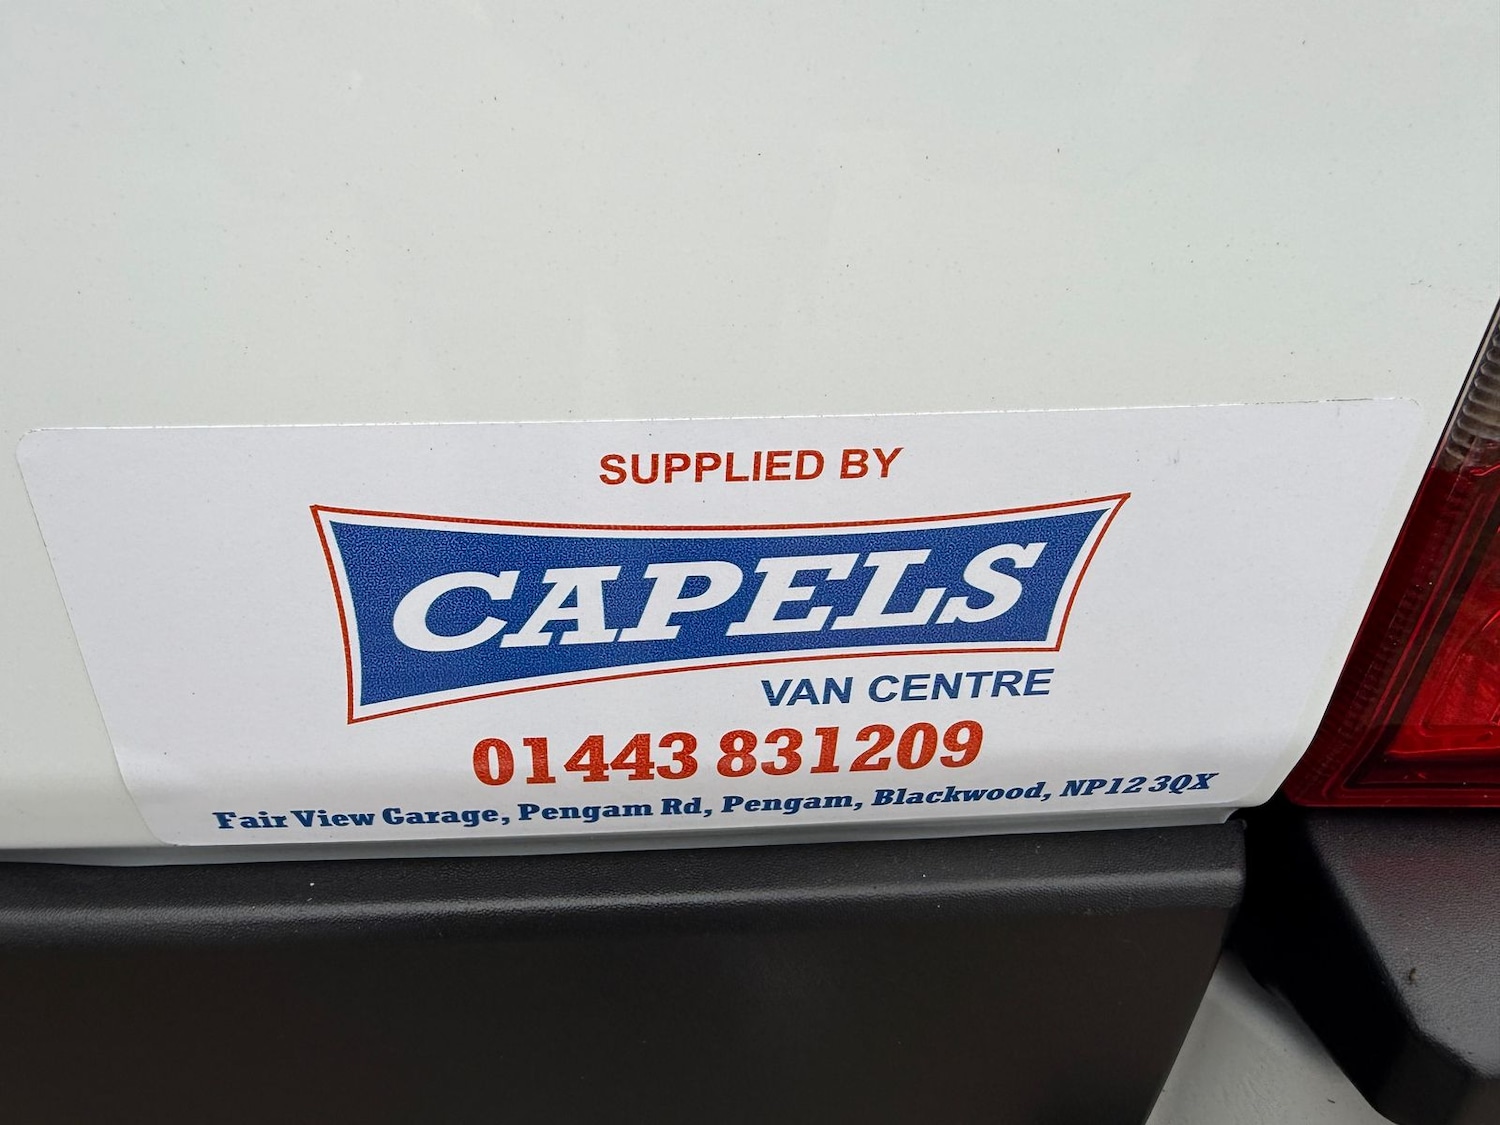 SUPPLIED BY
CAPELS
VAN CENTRE
01443 831209
Fair View Garage, Pengam Rd, Pengam, Blackwood, NP12 3QX